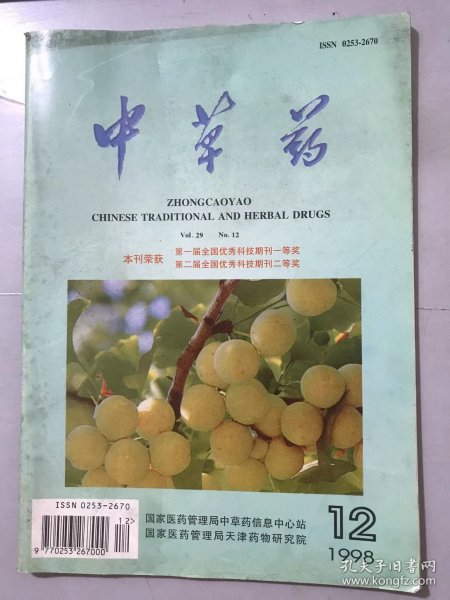 ISSN 0253-2670
中草药
ZHONGCAOYAO
CHINESE TRADITIONAL AND HERBAL DRUGS
Vol. 29 No. 12
本刊荣获
第一届全国优秀科技期刊一等奖
第二届全国优秀科技期刊二等奖
ISSN 0253-2670
12>
9 770253 267000
国家医药管理局中草药信息中心站
国家医药管理局天津药物研究院
12
1998
孔夫子旧书网
kongfz.com